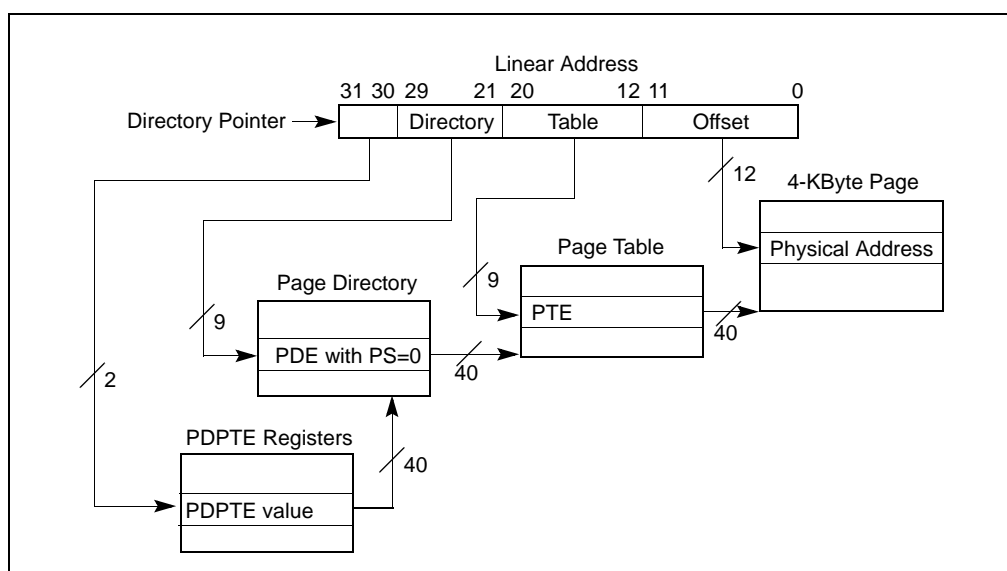 Linear Address
31 30 29 21 20 12 11 0
Directory Pointer Directory Table Offset
12
4-KByte Page
Physical Address
Page Table
9
PTE
40
Page Directory
9
PDE with PS=0
40
2
PDPTE Registers
40
PDPTE value